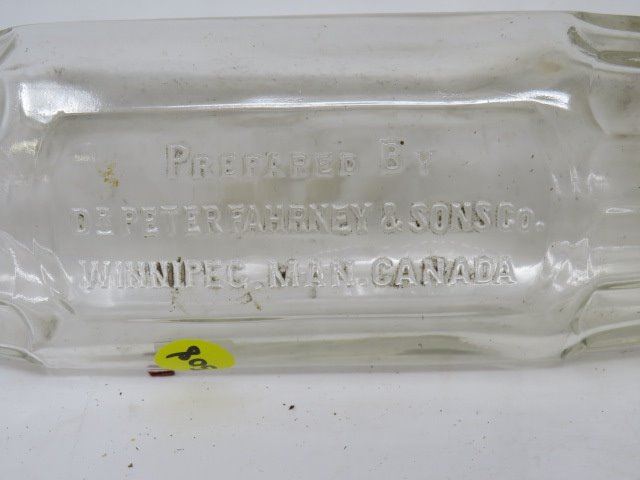 PREPARED BY
DR PETER FAHRNEY & SONS CO.
WINNIPEG, MAN. CANADA